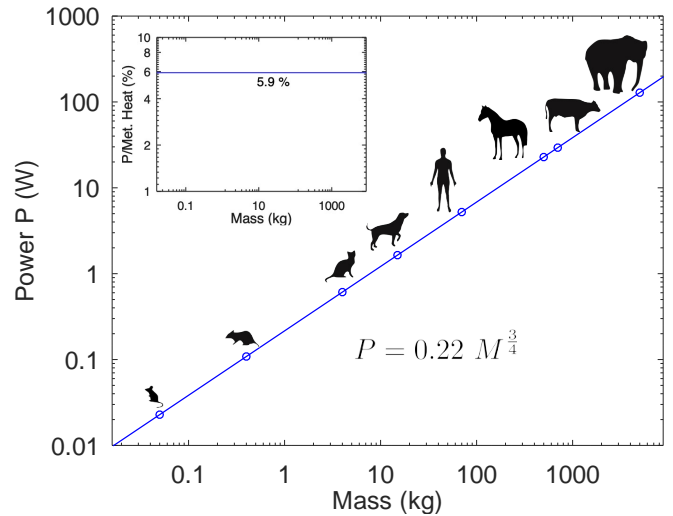 1000
100
10
1
0.1
0.01
Power P (W)
0.1 1 10 100 1000
Mass (kg)
10
8
6
4
2
1
P/Met. Heat (%)
5.9 %
0.1 10 1000
Mass (kg)
P = 0.22 M^{3/4}